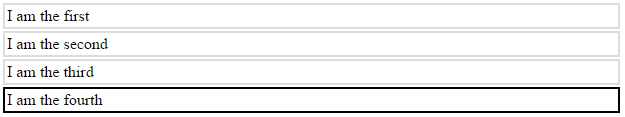 I am the first
I am the second
I am the third
I am the fourth